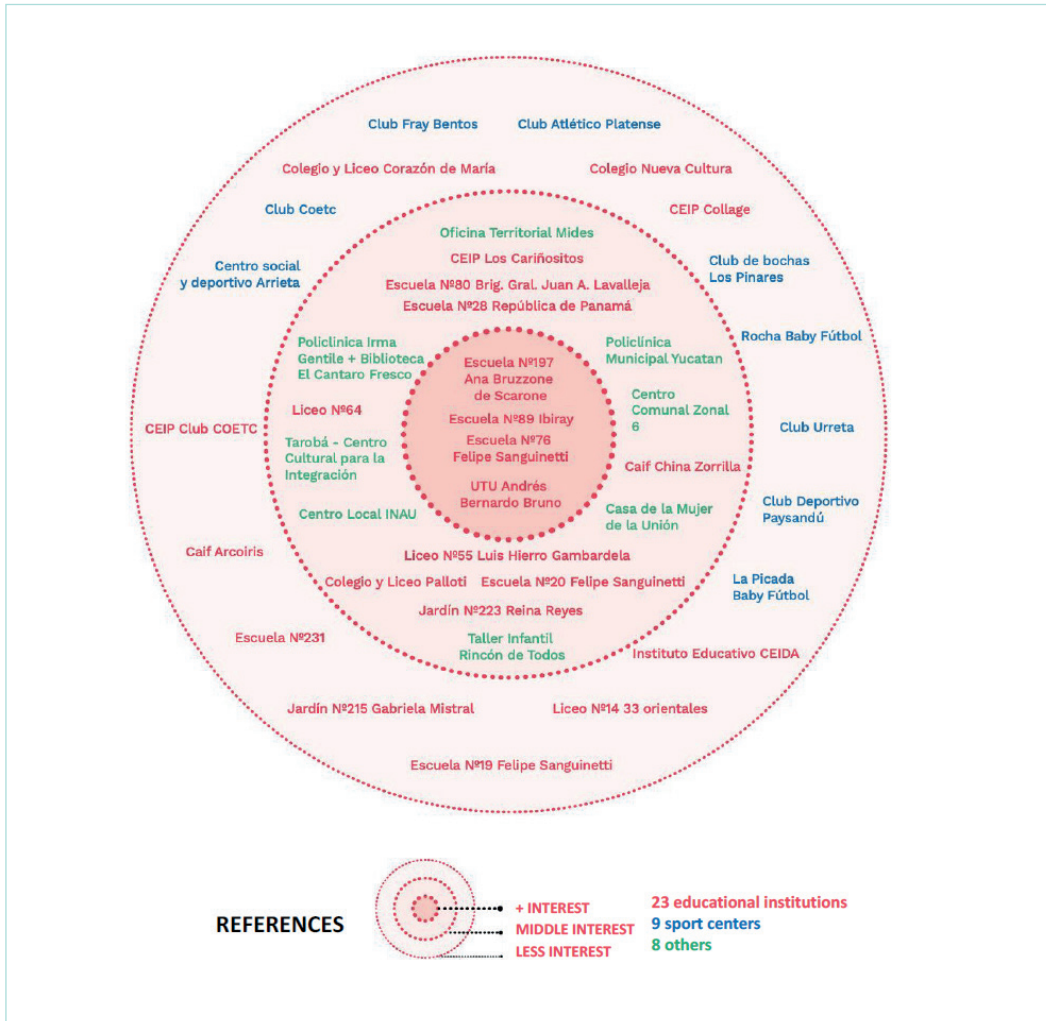 Club Fray Bentos
Club Atlético Platense
Colegio y Liceo Corazón de María
Colegio Nueva Cultura
Club Coetc
CEIP Collage
Oficina Territorial Mides
CEIP Los Cariñositos
Centro social
y deportivo Arrieta
Club de bochas
Los Pinares
Escuela Nº80 Brig. Gral. Juan A. Lavalleja
Escuela Nº28 República de Panamá
Policlinica Irma
Gentile + Biblioteca
El Cantaro Fresco
Escuela Nº197
Ana Bruzzone
de Scarone
Policlínica
Municipal Yucatan
Rocha Baby Fútbol
Liceo Nº64
Escuela Nº89 Ibiray
Centro
Comunal Zonal
6
CEIP Club COETC
Club Urreta
Tarobá - Centro
Cultural para la
Integración
Escuela Nº76
Felipe Sanguinetti
Caif China Zorrilla
UTU Andrés
Bernardo Bruno
Centro Local INAU
Casa de la Mujer
de la Unión
Club Deportivo
Paysandú
Caif Arcoiris
Liceo Nº55 Luis Hierro Gambardela
Colegio y Liceo Palloti
Escuela Nº20 Felipe Sanguinetti
La Picada
Baby Fútbol
Jardín Nº223 Reina Reyes
Escuela Nº231
Taller Infantil
Rincón de Todos
Instituto Educativo CEIDA
Jardín Nº215 Gabriela Mistral
Liceo Nº14 33 orientales
Escuela Nº19 Felipe Sanguinetti
REFERENCES
+ INTEREST
MIDDLE INTEREST
LESS INTEREST
23 educational institutions
9 sport centers
8 others